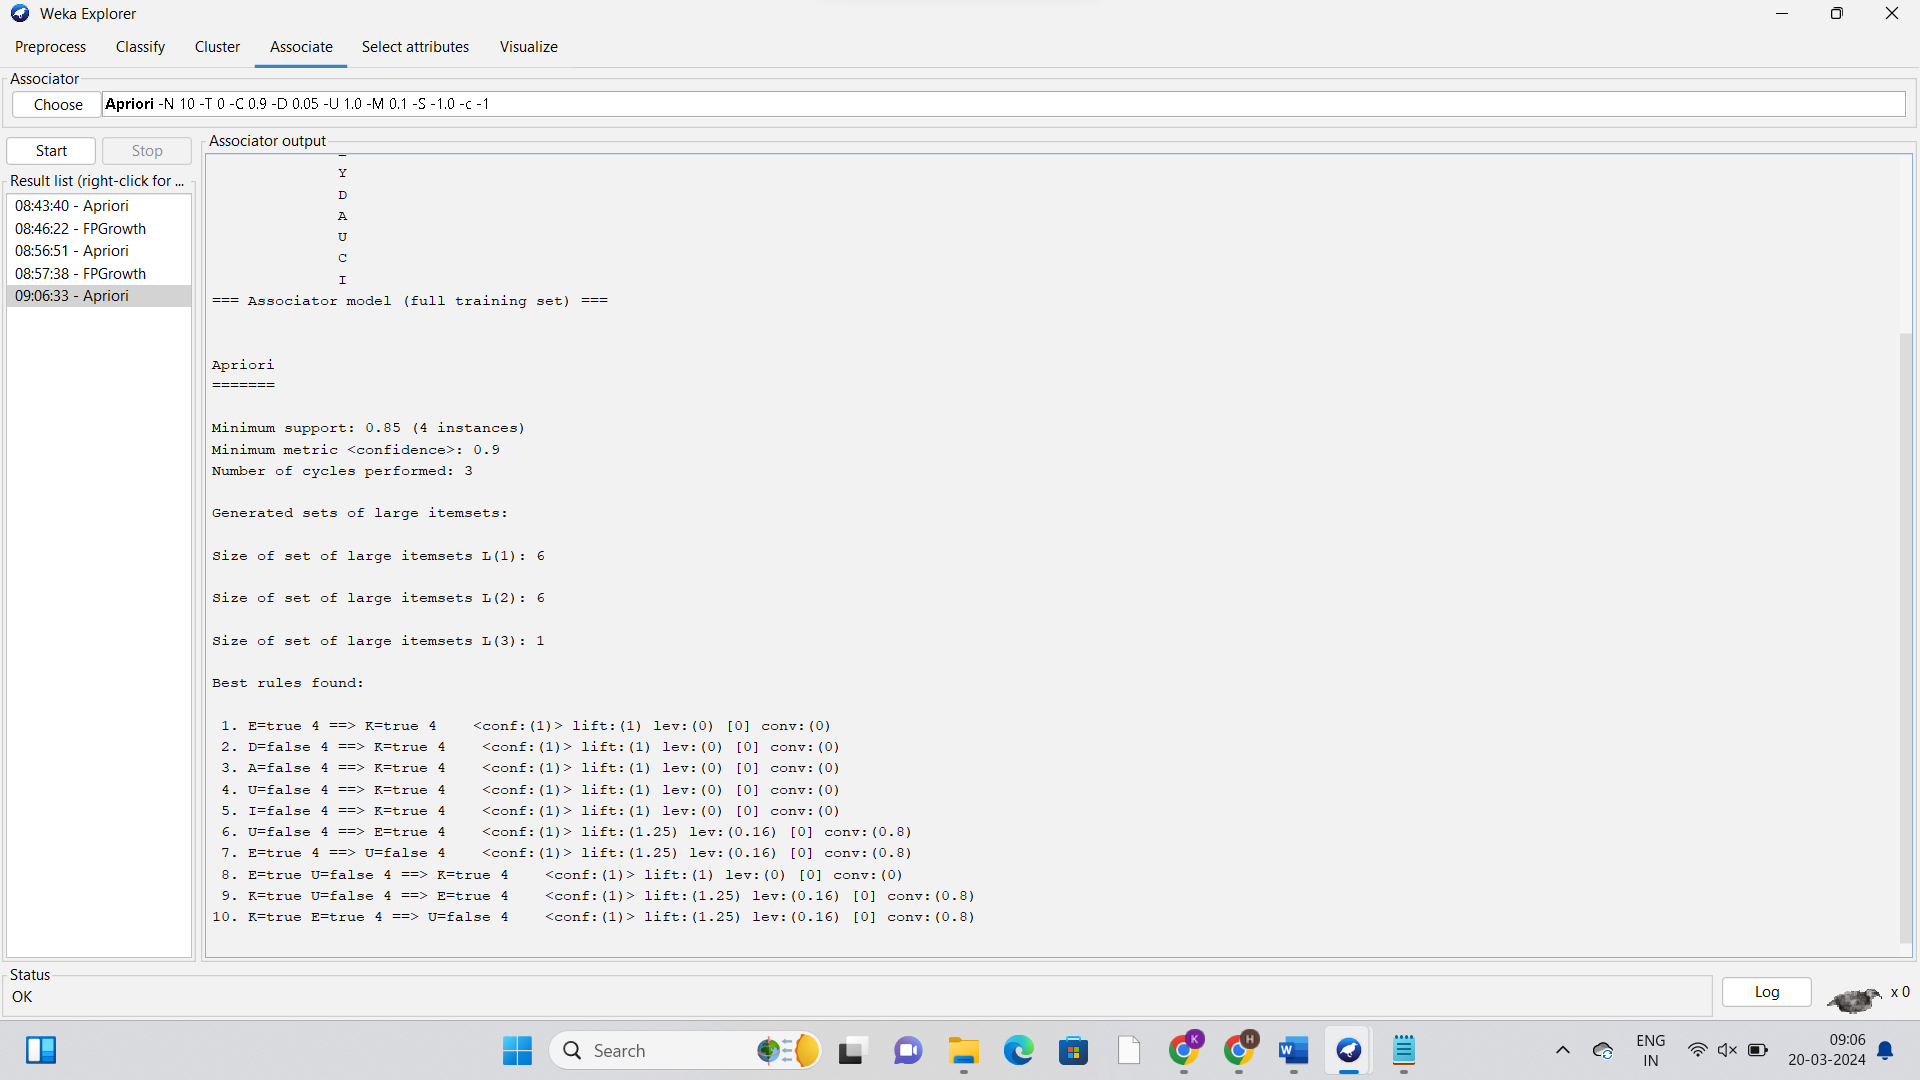 Weka Explorer
Preprocess Classify Cluster Associate Select attributes Visualize
Associator
Choose Apriori -N 10 -T 0 -C 0.9 -D 0.05 -U 1.0 -M 0.1 -S -1.0 -c -1
Start Stop
Result list (right-click for ...
08:43:40 - Apriori
08:46:22 - FPGrowth
08:56:51 - Apriori
08:57:38 - FPGrowth
09:06:33 - Apriori
Associator output
Y
D
A
U
C
I
=== Associator model (full training set) ===
Apriori
=======
Minimum support: 0.85 (4 instances)
Minimum metric <confidence>: 0.9
Number of cycles performed: 3
Generated sets of large itemsets:
Size of set of large itemsets L(1): 6
Size of set of large itemsets L(2): 6
Size of set of large itemsets L(3): 1
Best rules found:
1. E=true 4 ==> K=true 4    <conf:(1)> lift:(1) lev:(0) [0] conv:(0)
2. D=false 4 ==> K=true 4    <conf:(1)> lift:(1) lev:(0) [0] conv:(0)
3. A=false 4 ==> K=true 4    <conf:(1)> lift:(1) lev:(0) [0] conv:(0)
4. U=false 4 ==> K=true 4    <conf:(1)> lift:(1) lev:(0) [0] conv:(0)
5. I=false 4 ==> K=true 4    <conf:(1)> lift:(1) lev:(0) [0] conv:(0)
6. U=false 4 ==> E=true 4    <conf:(1)> lift:(1.25) lev:(0.16) [0] conv:(0.8)
7. E=true 4 ==> U=false 4    <conf:(1)> lift:(1.25) lev:(0.16) [0] conv:(0.8)
8. E=true U=false 4 ==> K=true 4    <conf:(1)> lift:(1) lev:(0) [0] conv:(0)
9. K=true U=false 4 ==> E=true 4    <conf:(1)> lift:(1.25) lev:(0.16) [0] conv:(0.8)
10. K=true E=true 4 ==> U=false 4    <conf:(1)> lift:(1.25) lev:(0.16) [0] conv:(0.8)
Status
OK
Log
x 0
Search
K
H
W
ENG
IN
09:06
20-03-2024